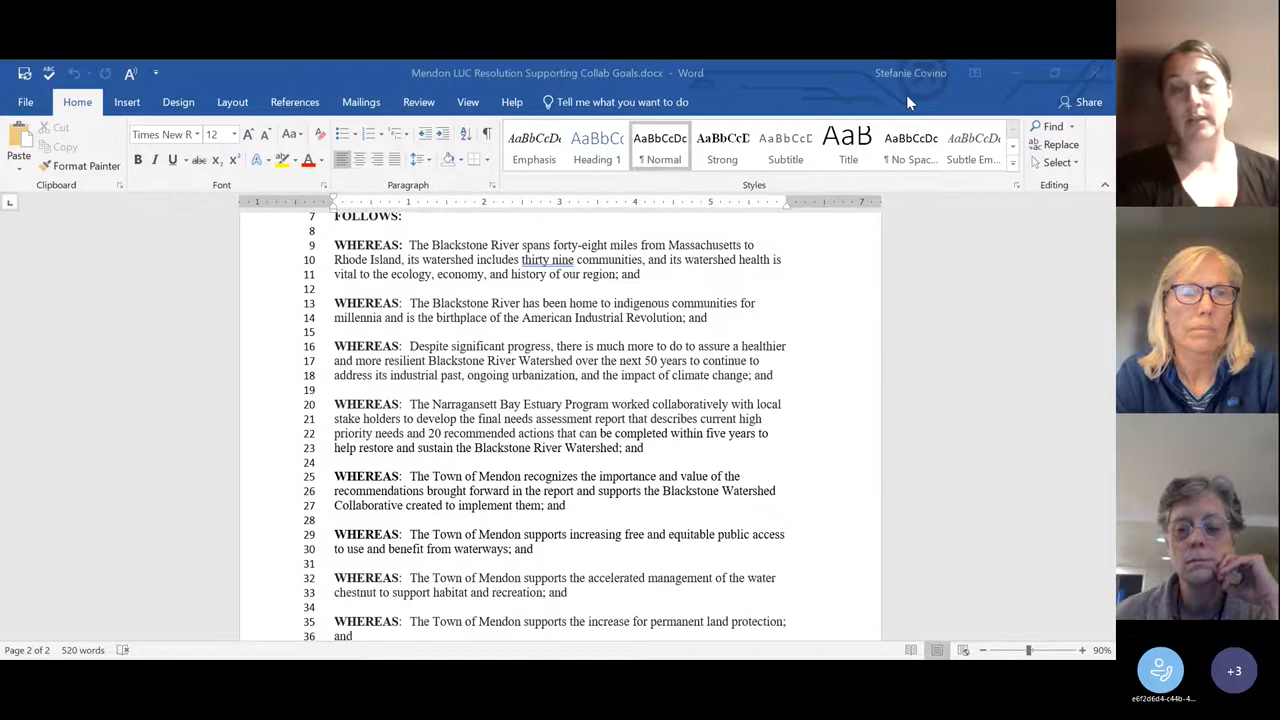 Mendon LUC Resolution Supporting Collab Goals.docx - Word
Stefanie Covino
File Home Insert Design Layout References Mailings Review View Help Tell me what you want to do Share
Paste
Cut
Copy
Format Painter
Clipboard
Times New R 12
Font
Paragraph
AaBbCcDc AaBbCc AaBbCcDc AaBbCcD AaBbCcDc AaB AaBbCcDc AaBbCcDc
Emphasis Heading 1 ¶ Normal Strong Subtitle Title ¶ No Spac... Subtle Em...
Styles
Find
Replace
Select
Editing
1 1 2 3 4 5 7
7 FOLLOWS:
8
9 WHEREAS: The Blackstone River spans forty-eight miles from Massachusetts to
10 Rhode Island, its watershed includes thirty nine communities, and its watershed health is
11 vital to the ecology, economy, and history of our region; and
12
13 WHEREAS: The Blackstone River has been home to indigenous communities for
14 millennia and is the birthplace of the American Industrial Revolution; and
15
16 WHEREAS: Despite significant progress, there is much more to do to assure a healthier
17 and more resilient Blackstone River Watershed over the next 50 years to continue to
18 address its industrial past, ongoing urbanization, and the impact of climate change; and
19
20 WHEREAS: The Narragansett Bay Estuary Program worked collaboratively with local
21 stake holders to develop the final needs assessment report that describes current high
22 priority needs and 20 recommended actions that can be completed within five years to
23 help restore and sustain the Blackstone River Watershed; and
24
25 WHEREAS: The Town of Mendon recognizes the importance and value of the
26 recommendations brought forward in the report and supports the Blackstone Watershed
27 Collaborative created to implement them; and
28
29 WHEREAS: The Town of Mendon supports increasing free and equitable public access
30 to use and benefit from waterways; and
31
32 WHEREAS: The Town of Mendon supports the accelerated management of the water
33 chestnut to support habitat and recreation; and
34
35 WHEREAS: The Town of Mendon supports the increase for permanent land protection;
36 and
Page 2 of 2 520 words
90%
+3
e6f2d6d4-c44b-4...